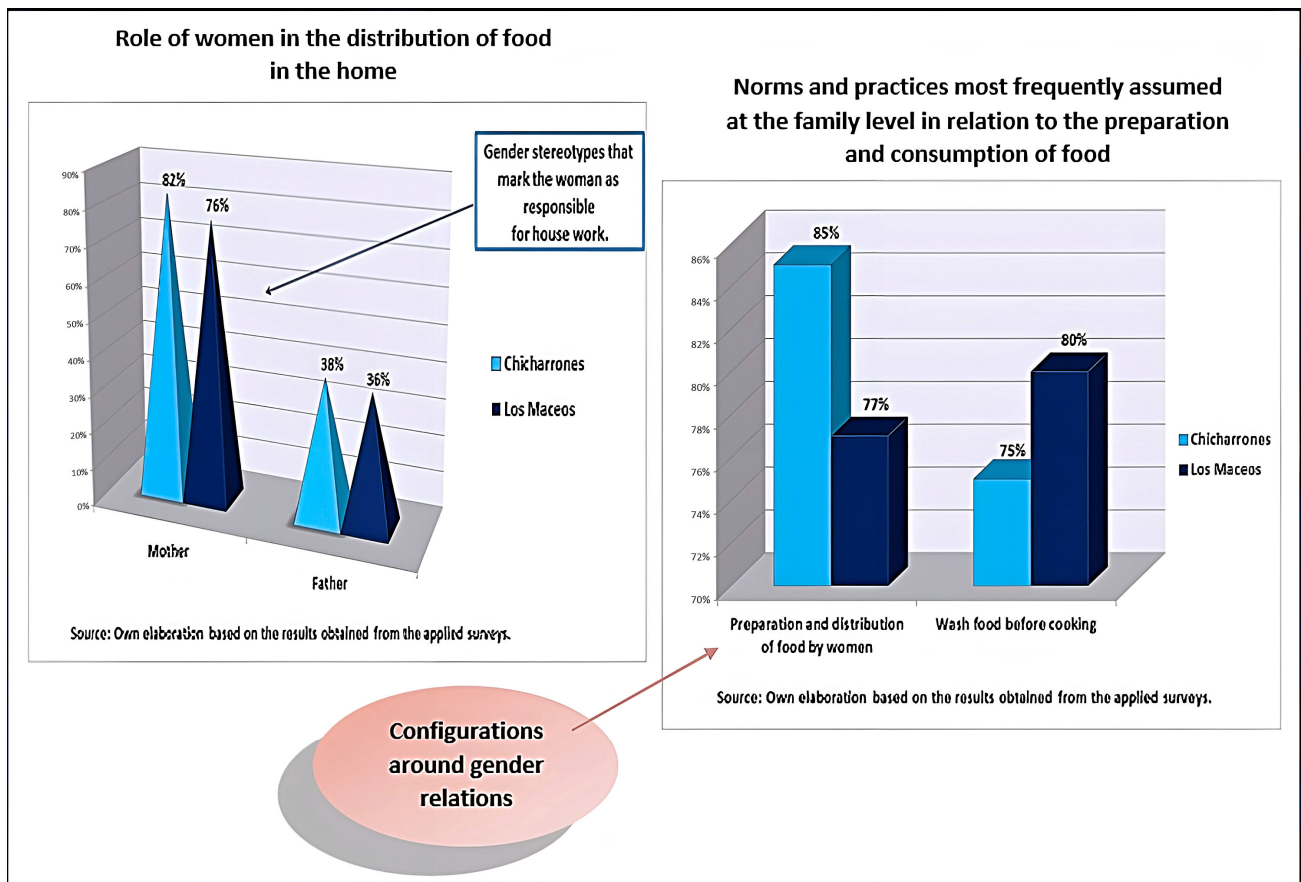 Role of women in the distribution of food
in the home
Gender stereotypes that
mark the woman as
responsible
for house work.
90%
80%
70%
60%
50%
40%
30%
20%
10%
0%
82%
76%
38%
36%
Mother
Father
Chicharrones
Los Maceos
Source: Own elaboration based on the results obtained from the applied surveys.
Norms and practices most frequently assumed
at the family level in relation to the preparation
and consumption of food
86%
84%
82%
80%
78%
76%
74%
72%
70%
85%
77%
75%
80%
Preparation and distribution
of food by women
Wash food before cooking
Chicharrones
Los Maceos
Source: Own elaboration based on the results obtained from the applied surveys.
Configurations
around gender
relations